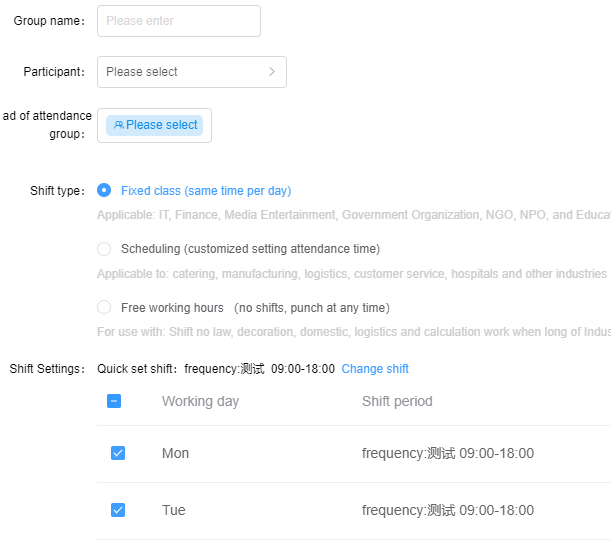 Group name：
Please enter
Participant：
Please select
ad of attendance
group：
Please select
Shift type：
Fixed class (same time per day)
Applicable: IT, Finance, Media Entertainment, Government Organization, NGO, NPO, and Educa
Scheduling (customized setting attendance time)
Applicable to: catering, manufacturing, logistics, customer service, hospitals and other industries
Free working hours （no shifts, punch at any time）
For use with: Shift no law, decoration, domestic, logistics and calculation work when long of Indus
Shift Settings：
Quick set shift：frequency:测试 09:00-18:00 Change shift
Working day Shift period
Mon frequency:测试 09:00-18:00
Tue frequency:测试 09:00-18:00